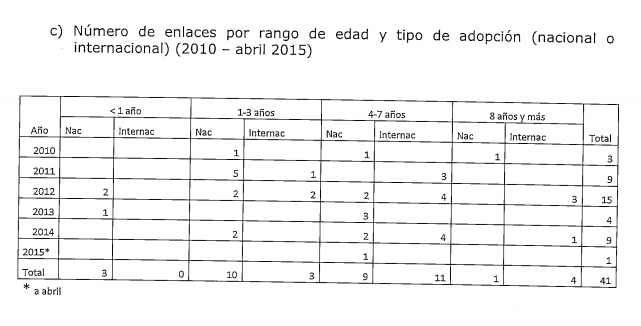 c) Número de enlaces por rango de edad y tipo de adopción (nacional o
internacional) (2010 – abril 2015)
< 1 año 1-3 años 4-7 años 8 años y más
Año Nac Internac Nac Internac Nac Internac Nac Internac Total
2010 1 1 1 3
2011 5 1 3 9
2012 2 2 2 2 4 3 15
2013 1 3 4
2014 2 2 4 1 9
2015* 1 1
Total 3 0 10 3 9 11 1 4 41
* a abril